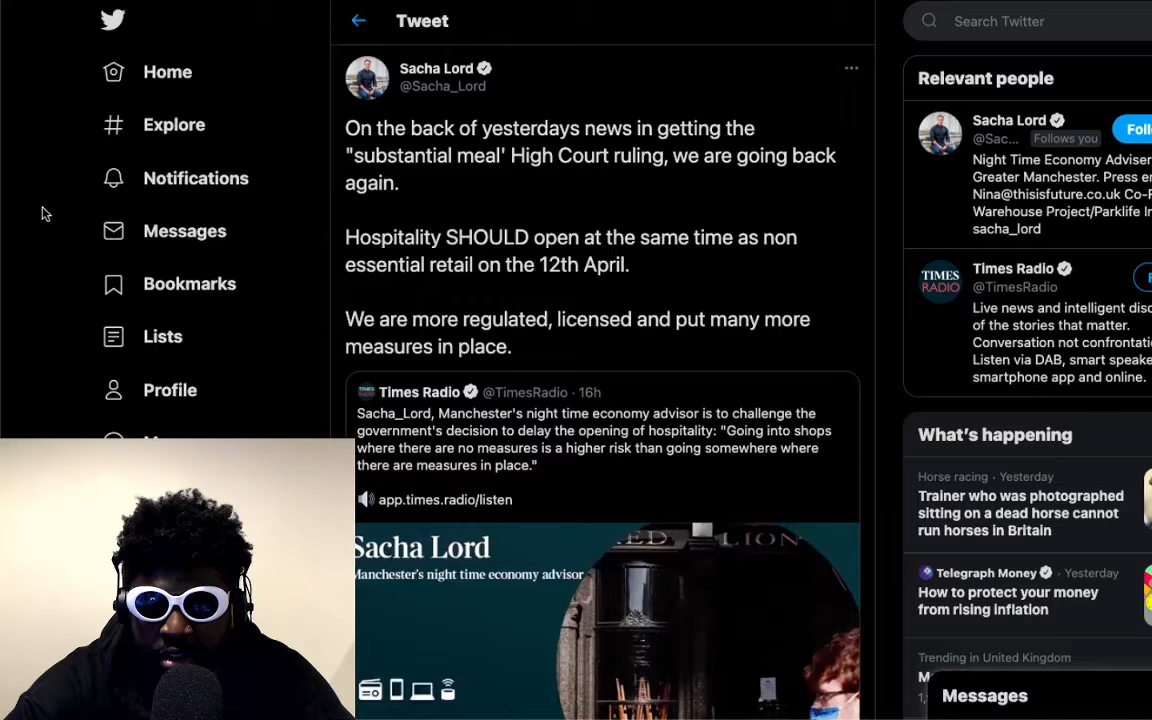 Home
Explore
Notifications
Messages
Bookmarks
Lists
Profile
Tweet
Sacha Lord
@Sacha_Lord
On the back of yesterdays news in getting the
"substantial meal' High Court ruling, we are going back
again.
Hospitality SHOULD open at the same time as non
essential retail on the 12th April.
We are more regulated, licensed and put many more
measures in place.
Times Radio @TimesRadio · 16h
Sacha_Lord, Manchester's night time economy advisor is to challenge the
government's decision to delay the opening of hospitality: "Going into shops
where there are no measures is a higher risk than going somewhere where
there are measures in place."
app.times.radio/listen
Sacha Lord
Manchester's night time economy advisor
LION
Search Twitter
Relevant people
Sacha Lord
@Sac... Follows you
Night Time Economy Adviser
Greater Manchester. Press
Nina@thisisfuture.co.uk
Warehouse Project/Parklife
sacha_lord
TIMES
RADIO
Times Radio
@TimesRadio
Live news and intelligent
of the stories that matter.
Conversation not
Listen via DAB, smart
smartphone app and online.
What's happening
Horse racing · Yesterday
Trainer who was photographed
sitting on a dead horse cannot
run horses in Britain
Telegraph Money · Yesterday
How to protect your money
from rising inflation
Trending in United Kingdom
Messages